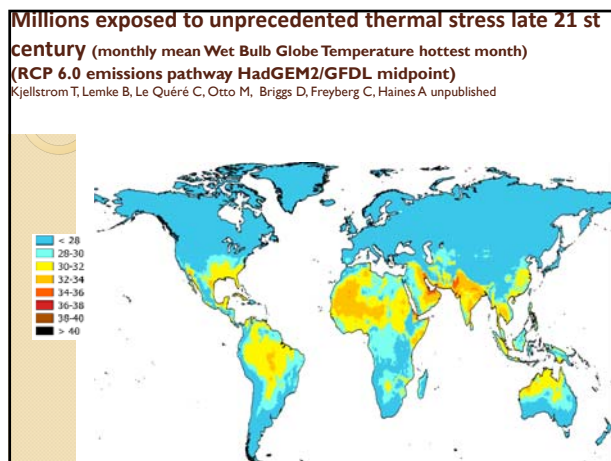 Millions exposed to unprecedented thermal stress late 21 st
century (monthly mean Wet Bulb Globe Temperature hottest month)
(RCP 6.0 emissions pathway HadGEM2/GFDL midpoint)
Kjellstrom T, Lemke B, Le Quéré C, Otto M, Briggs D, Freyberg C, Haines A unpublished
< 28
28-30
30-32
32-34
34-36
36-38
38-40
> 40